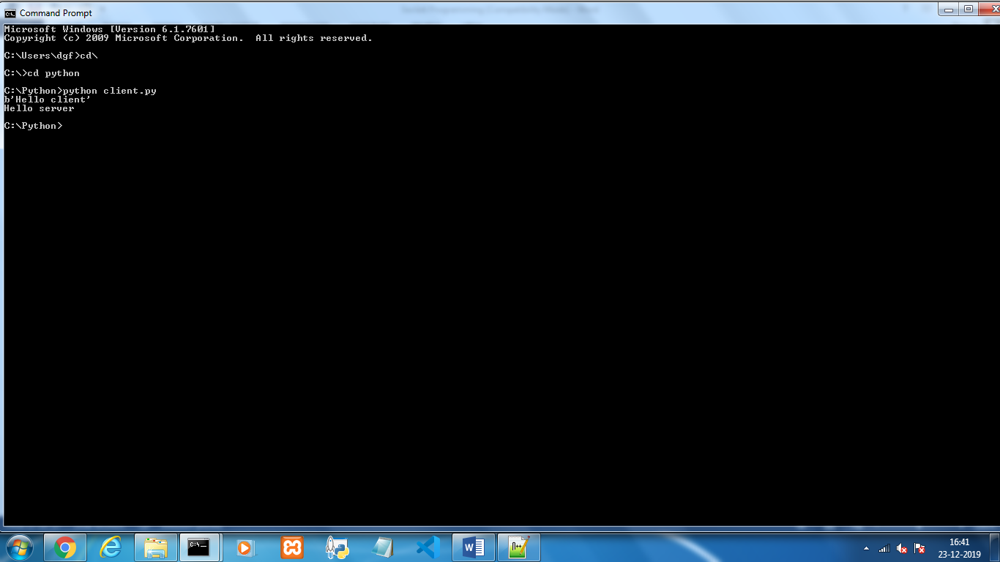 Command Prompt
Microsoft Windows [Version 6.1.7601]
Copyright (c) 2009 Microsoft Corporation.  All rights reserved.
C:\Users\dgf>cd\
C:\>cd python
C:\Python>python client.py
b'Hello client'
Hello server
C:\Python>
16:41
23-12-2019